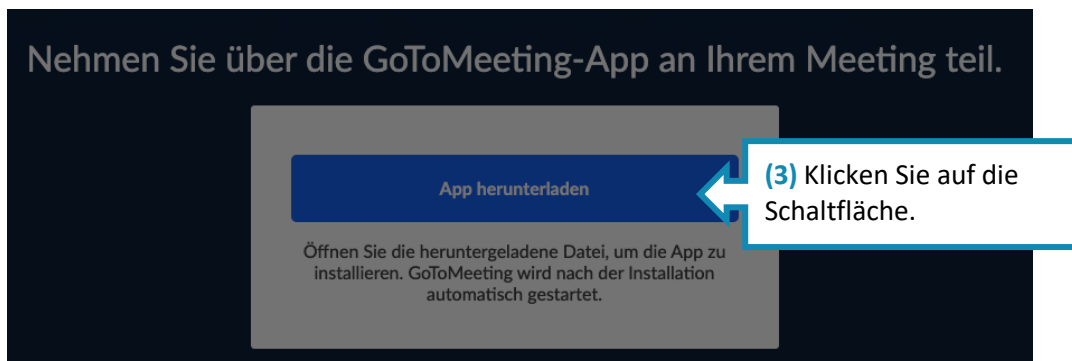 Nehmen Sie über die GoToMeeting-App an Ihrem Meeting teil.
App herunterladen
(3) Klicken Sie auf die
Schaltfläche.
Öffnen Sie die heruntergeladene Datei, um die App zu
installieren. GoToMeeting wird nach der Installation
automatisch gestartet.